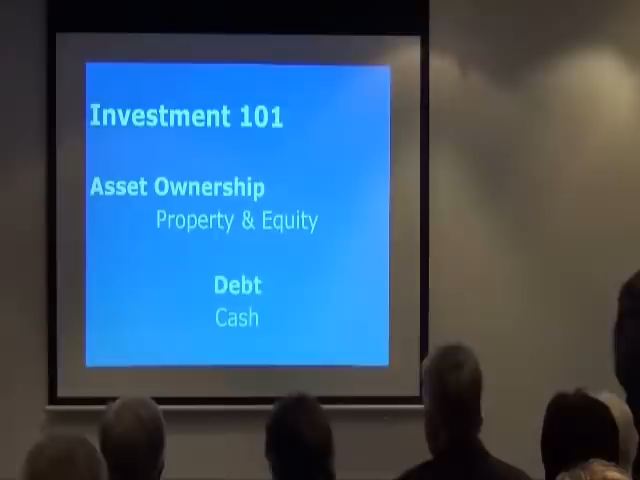 Investment 101
Asset Ownership
Property & Equity
Debt
Cash